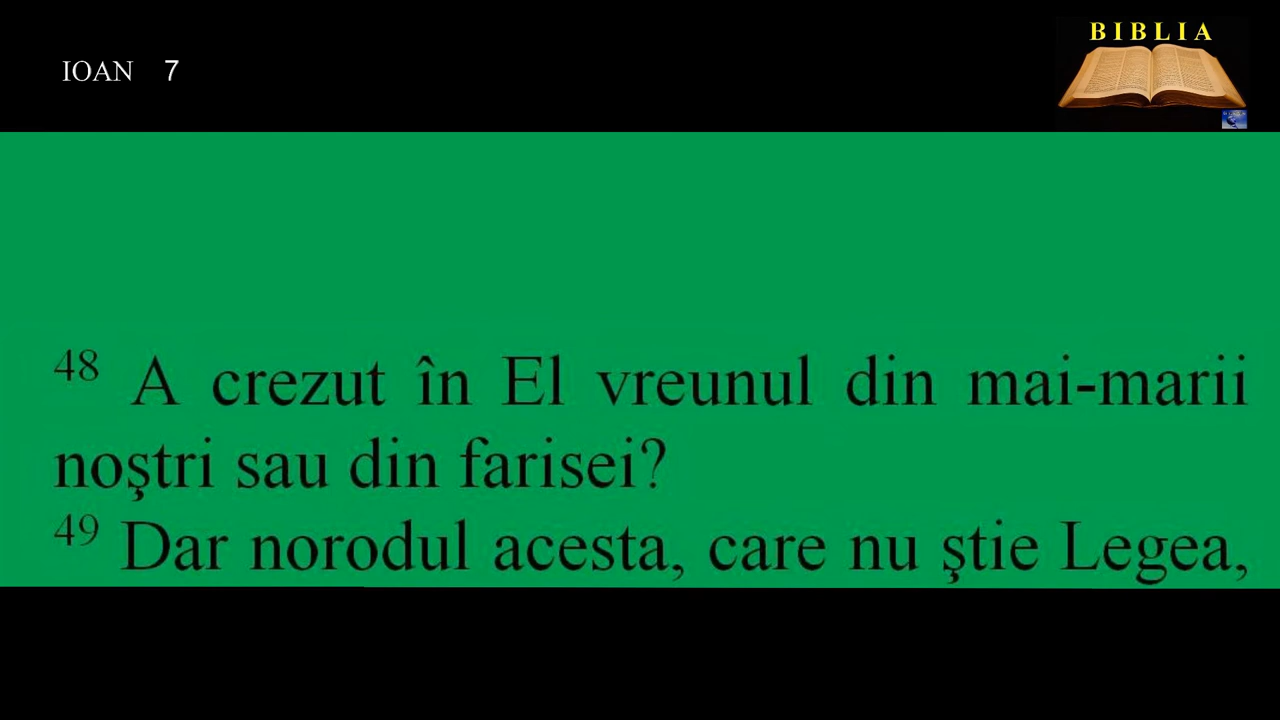 BIBLIA
IOAN 7
48 A crezut în El vreunul din mai-marii
noştri sau din farisei?
49 Dar norodul acesta, care nu ştie Legea,